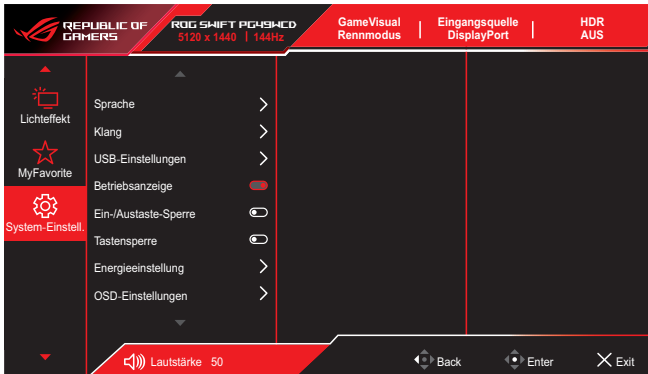 REPUBLIC OF
GAMERS
ROG SWIFT PG49WCD
5120 x 1440 | 144Hz
GameVisual
Rennmodus
Eingangsquelle
DisplayPort
HDR
AUS
Lichteffekt
MyFavorite
System-Einstell.
Sprache
Klang
USB-Einstellungen
Betriebsanzeige
Ein-/Austaste-Sperre
Tastensperre
Energieeinstellung
OSD-Einstellungen
Lautstärke 50
Back
Enter
Exit